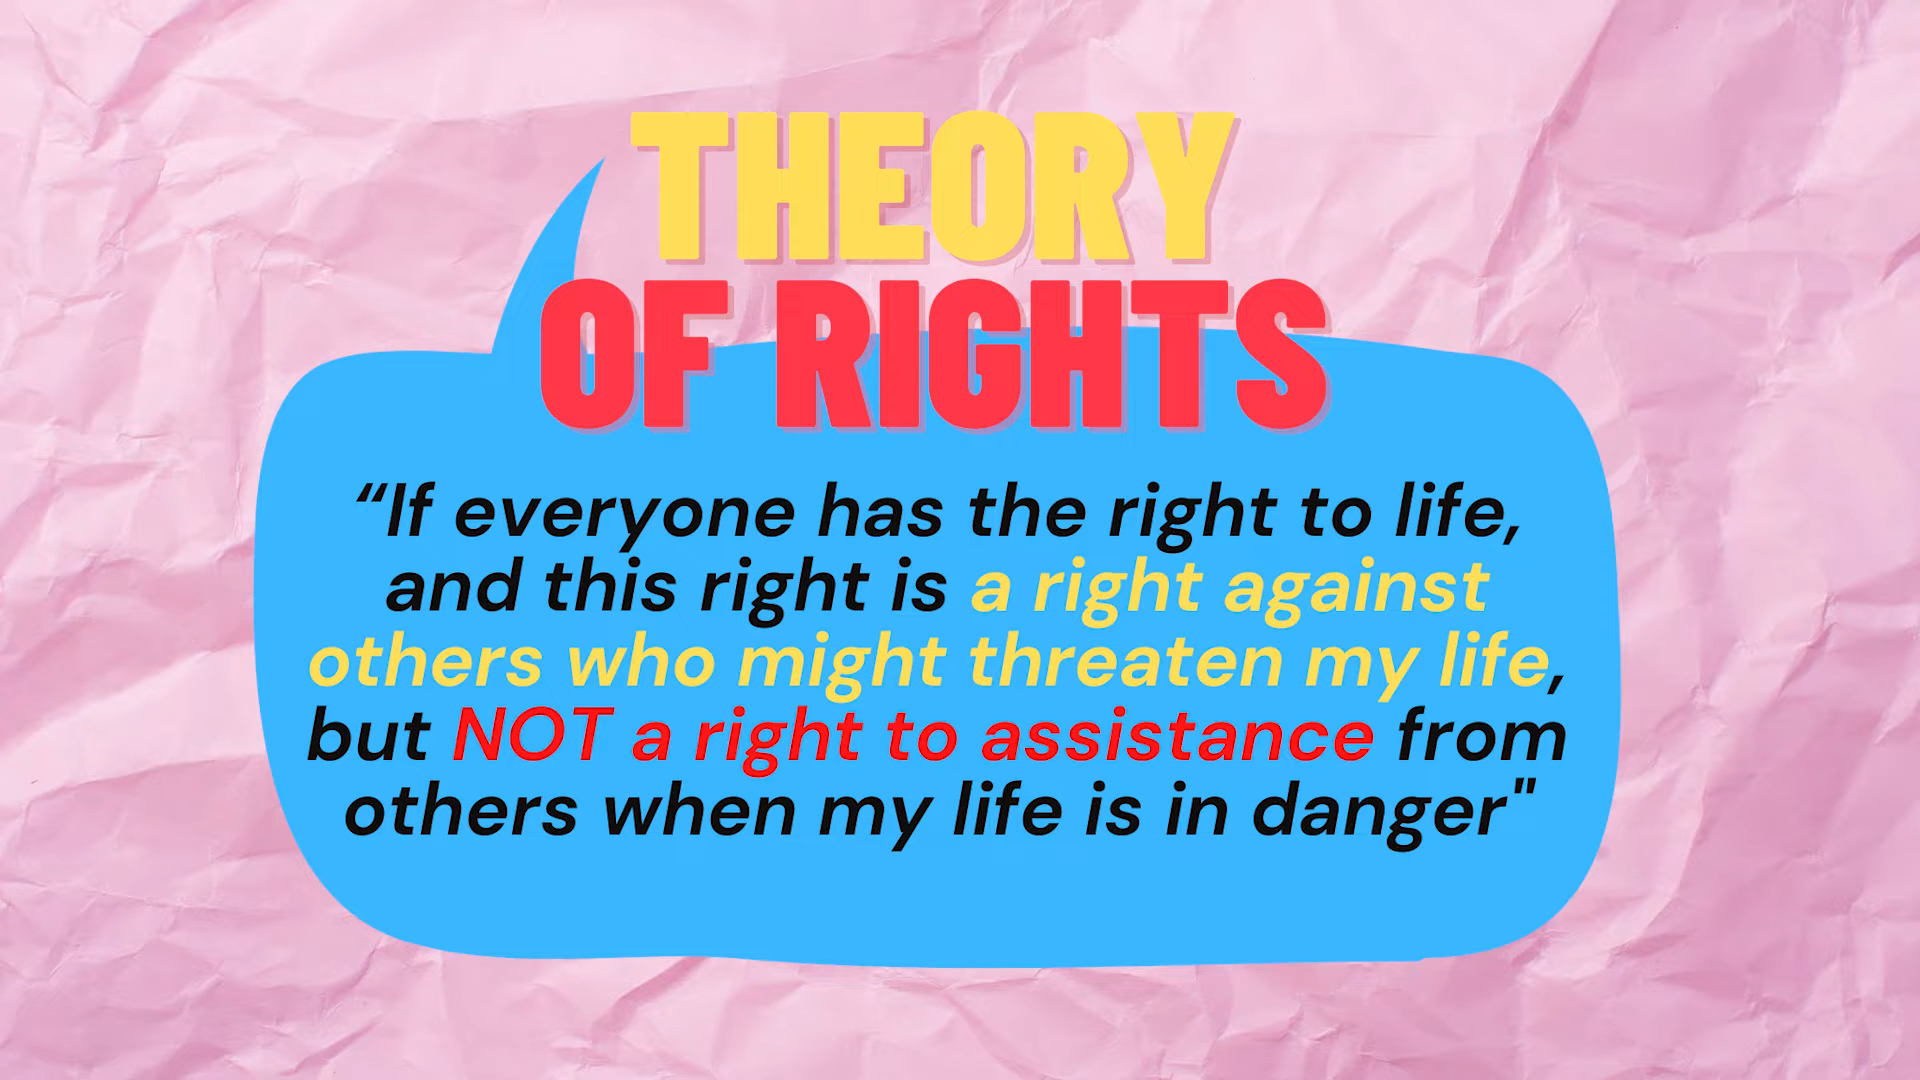 THEORY
OF RIGHTS
“If everyone has the right to life,
and this right is a right against
others who might threaten my life,
but NOT a right to assistance from
others when my life is in danger"